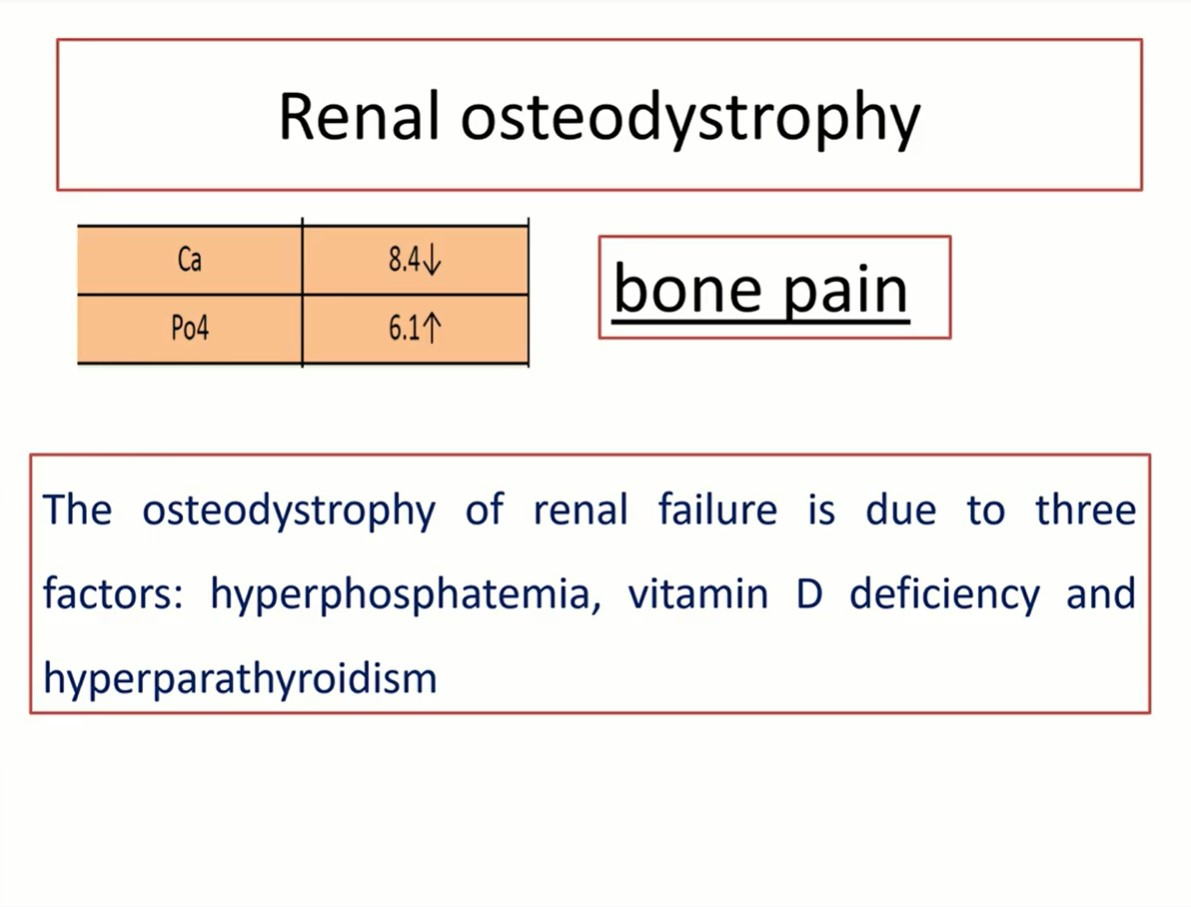 Renal osteodystrophy
Ca 8.4↓
Po4 6.1↑
bone pain
The osteodystrophy of renal failure is due to three
factors: hyperphosphatemia, vitamin D deficiency and
hyperparathyroidism